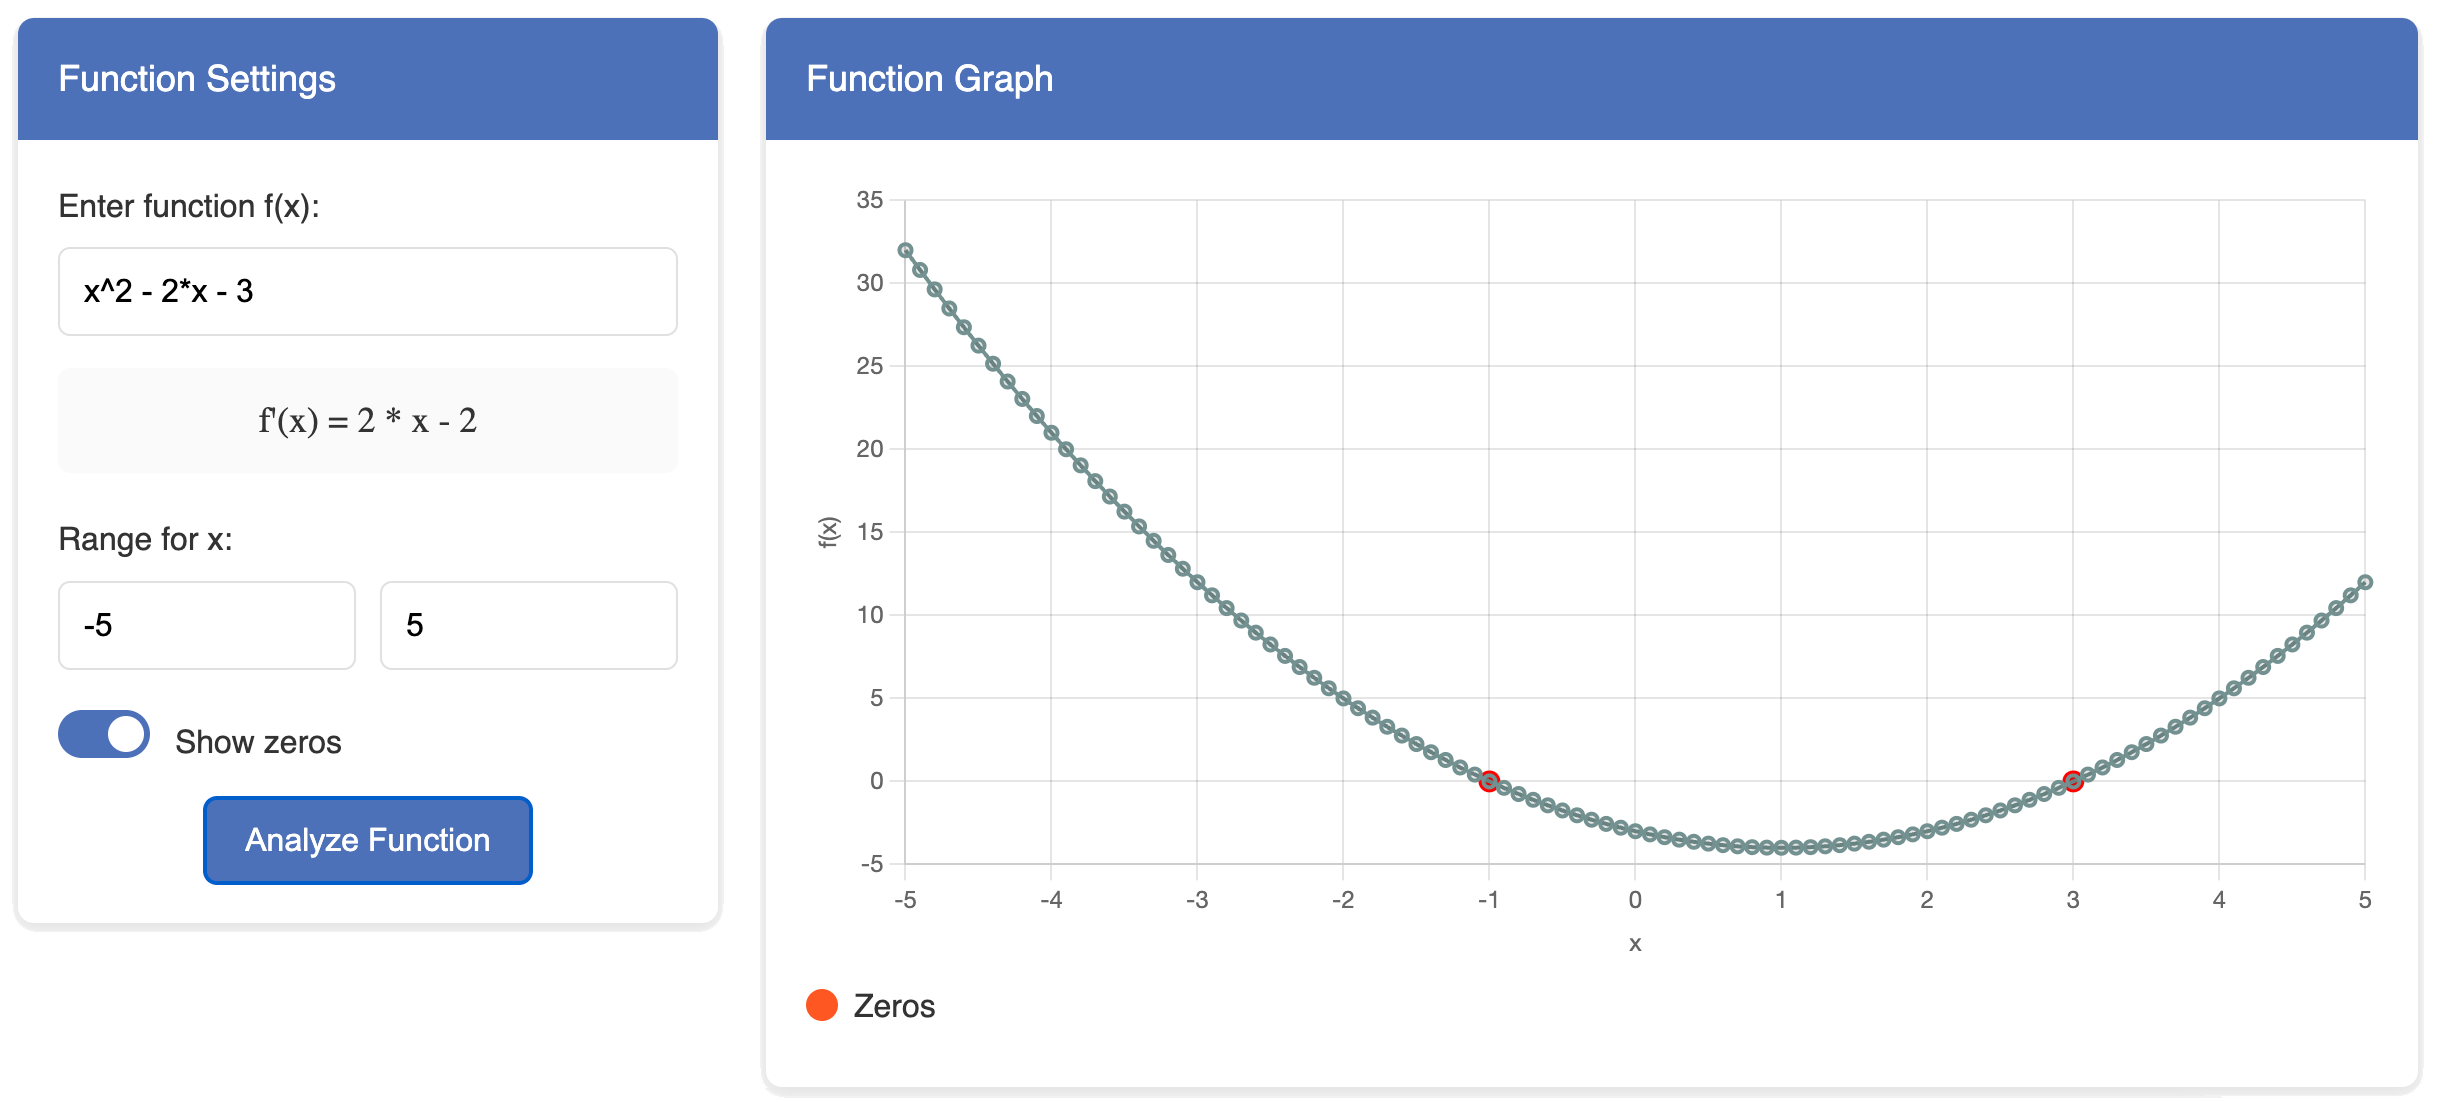 Function Settings
Enter function f(x):
x^2 - 2*x - 3
f'(x) = 2 * x - 2
Range for x:
-5 5
Show zeros
Analyze Function
Function Graph
35
30
25
20
15
10
5
0
-5
f(x)
-5 -4 -3 -2 -1 0 1 2 3 4 5
x
Zeros